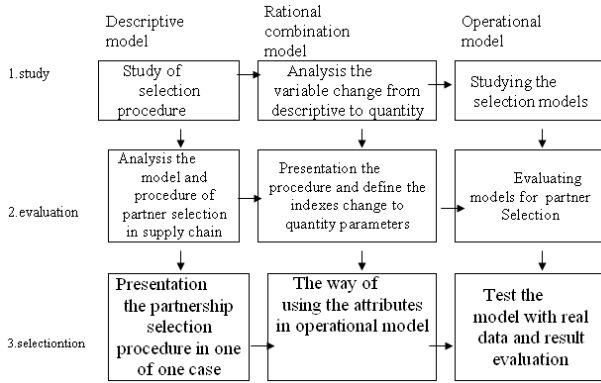 Descriptive
model
Rational
combination
model
Operational
model
1.study
Study of
selection
procedure
Analysis the
variable change from
descriptive to quantity
Studying the
selection models
2.evaluation
Analysis the
model and
procedure of
partner selection
in supply chain
Presentation the
procedure and define the
indexes change to
quantity parameters
Evaluating
models for partner
Selection
3.selectiontion
Presentation
the partnership
selection
procedure in one
of one case
The way of
using the attributes
in operational model
Test the
model with real
data and result
evaluation